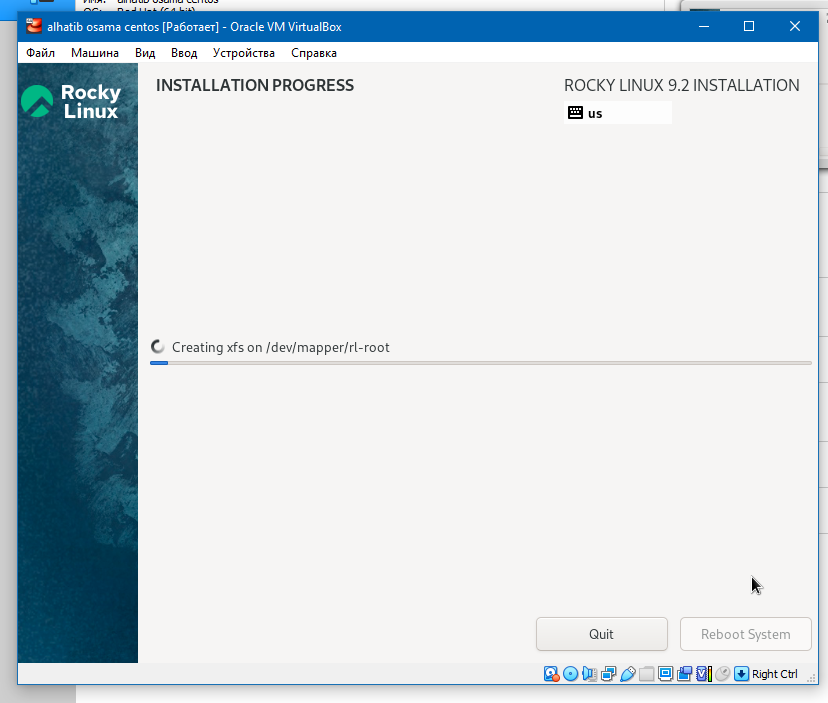 alhatib osama centos [Работает] - Oracle VM VirtualBox
Файл Машина Вид Ввод Устройства Справка
Rocky
Linux
INSTALLATION PROGRESS
ROCKY LINUX 9.2 INSTALLATION
us
Creating xfs on /dev/mapper/rl-root
Quit
Reboot System
Right Ctrl